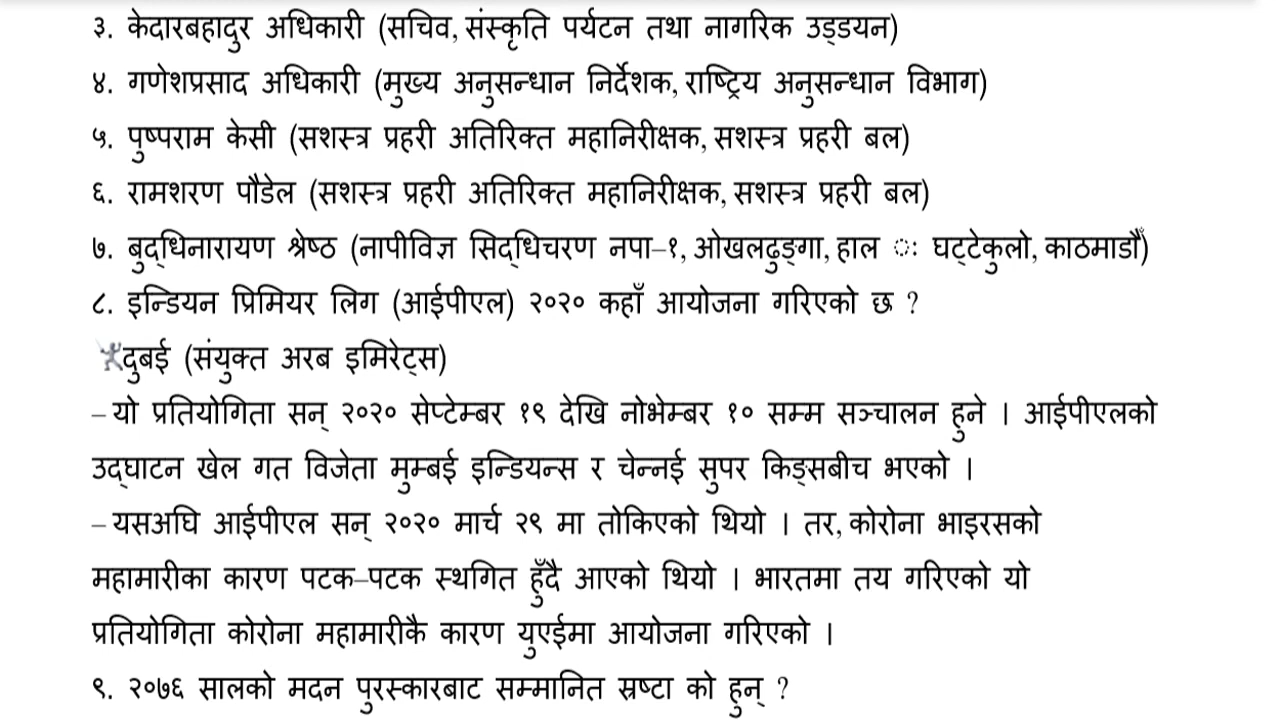 ३. केदारबहादुर अधिकारी (सचिव, संस्कृति पर्यटन तथा नागरिक उड्डयन)
४. गणेशप्रसाद अधिकारी (मुख्य अनुसन्धान निर्देशक, राष्ट्रिय अनुसन्धान विभाग)
५. पुष्पराम केसी (सशस्त्र प्रहरी अतिरिक्त महानिरीक्षक, सशस्त्र प्रहरी बल)
६. रामशरण पौडेल (सशस्त्र प्रहरी अतिरिक्त महानिरीक्षक, सशस्त्र प्रहरी बल)
७. बुद्धिनारायण श्रेष्ठ (नापीविज्ञ सिद्धिचरण नपा–१, ओखलढुङ्गा, हाल ः घट्टेकुलो, काठमाडौँ)
८. इन्डियन प्रिमियर लिग (आईपीएल) २०२० कहाँ आयोजना गरिएको छ ?
दुबई (संयुक्त अरब इमिरेट्स)
– यो प्रतियोगिता सन् २०२० सेप्टेम्बर १९ देखि नोभेम्बर १० सम्म सञ्चालन हुने । आईपीएलको
उद्घाटन खेल गत विजेता मुम्बई इन्डियन्स र चेन्नई सुपर किङ्सबीच भएको ।
– यसअघि आईपीएल सन् २०२० मार्च २९ मा तोकिएको थियो । तर, कोरोना भाइरसको
महामारीका कारण पटक–पटक स्थगित हुँदै आएको थियो । भारतमा तय गरिएको यो
प्रतियोगिता कोरोना महामारीकै कारण युएईमा आयोजना गरिएको ।
९. २०७६ सालको मदन पुरस्कारबाट सम्मानित स्रष्टा को हुन् ?